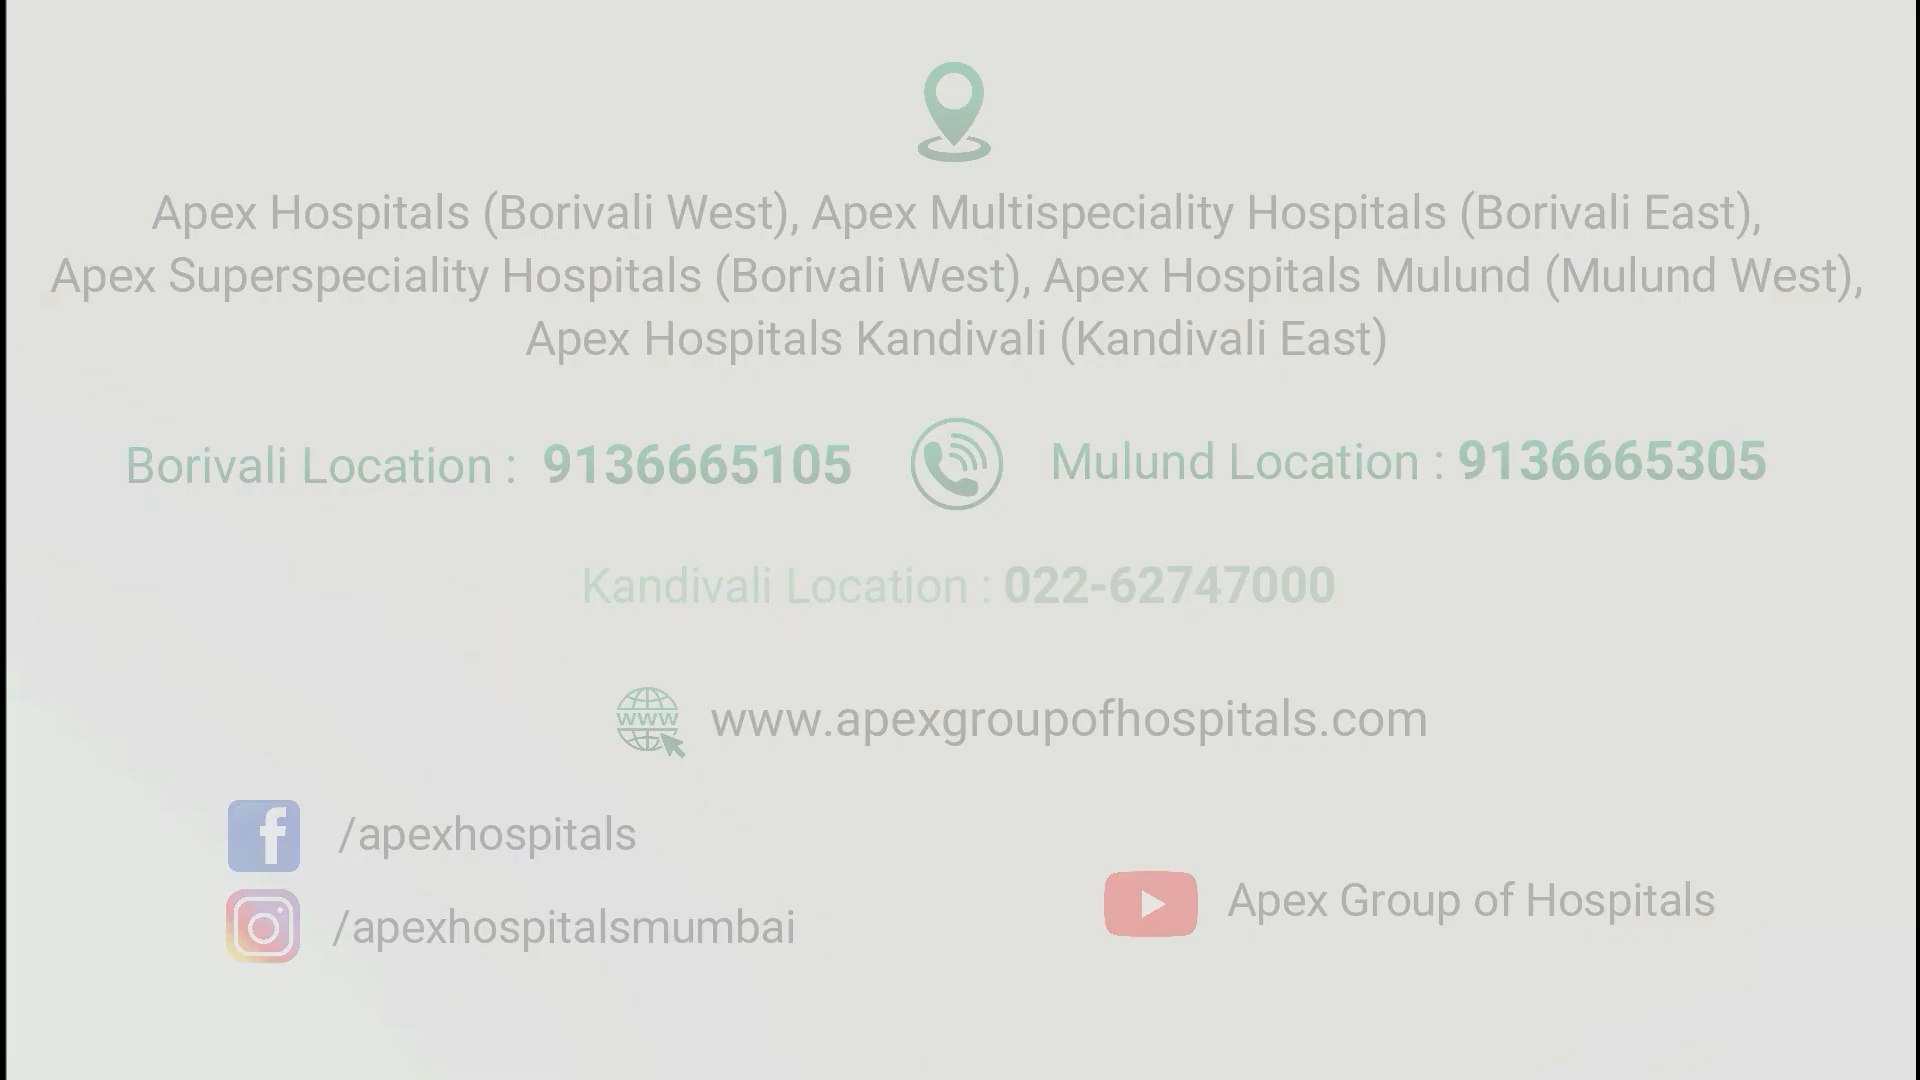 Apex Hospitals (Borivali West), Apex Multispeciality Hospitals (Borivali East),
Apex Superspeciality Hospitals (Borivali West), Apex Hospitals Mulund (Mulund West),
Apex Hospitals Kandivali (Kandivali East)
Borivali Location : 9136665105
Mulund Location : 9136665305
Kandivali Location : 022-62747000
www
www.apexgroupofhospitals.com
f
/apexhospitals
/apexhospitalsmumbai
Apex Group of Hospitals